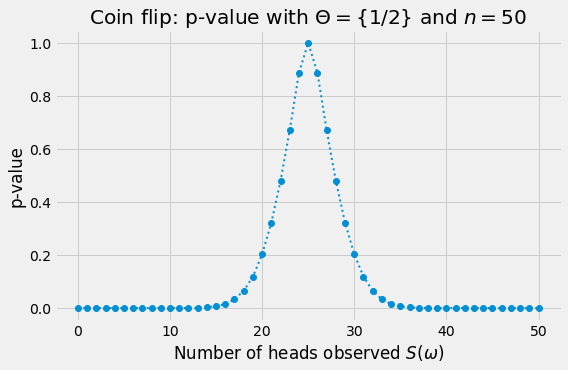 Coin flip: p-value with Θ = {1/2} and n = 50
1.0
0.8
0.6
0.4
0.2
0.0
p-value
0 10 20 30 40 50
Number of heads observed S(ω)